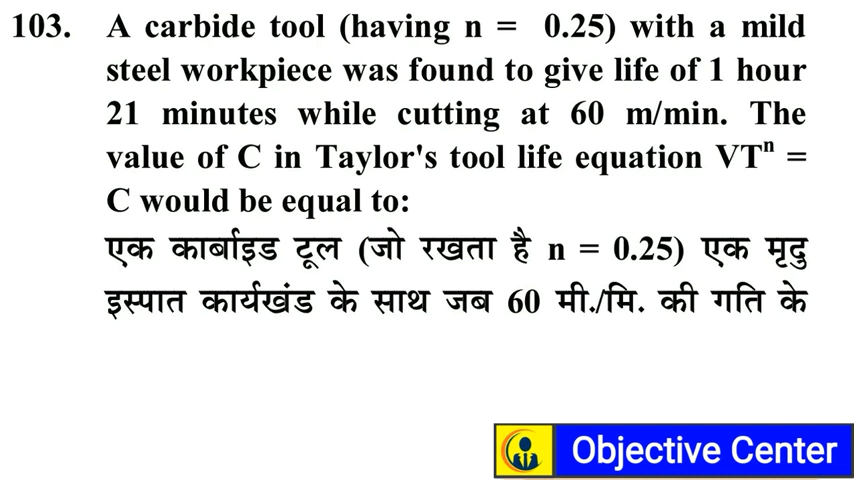 103. A carbide tool (having n = 0.25) with a mild
steel workpiece was found to give life of 1 hour
21 minutes while cutting at 60 m/min. The
value of C in Taylor's tool life equation VTⁿ =
C would be equal to:
एक कार्बाइड टूल (जो रखता है n = 0.25) एक मृदु
इस्पात कार्यखंड के साथ जब 60 मी./मि. की गति के
Objective Center